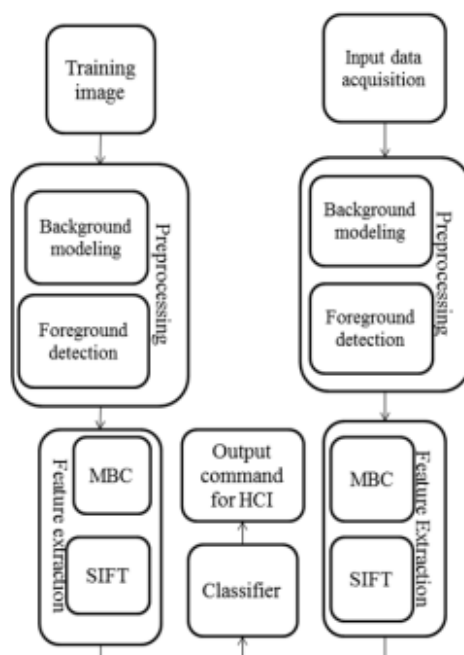 Training
image
Background
modeling
Foreground
detection
Preprocessing
MBC
SIFT
Feature extraction
Output
command
for HCI
Classifier
Input data
acquisition
Background
modeling
Foreground
detection
Preprocessing
MBC
SIFT
Feature Extraction